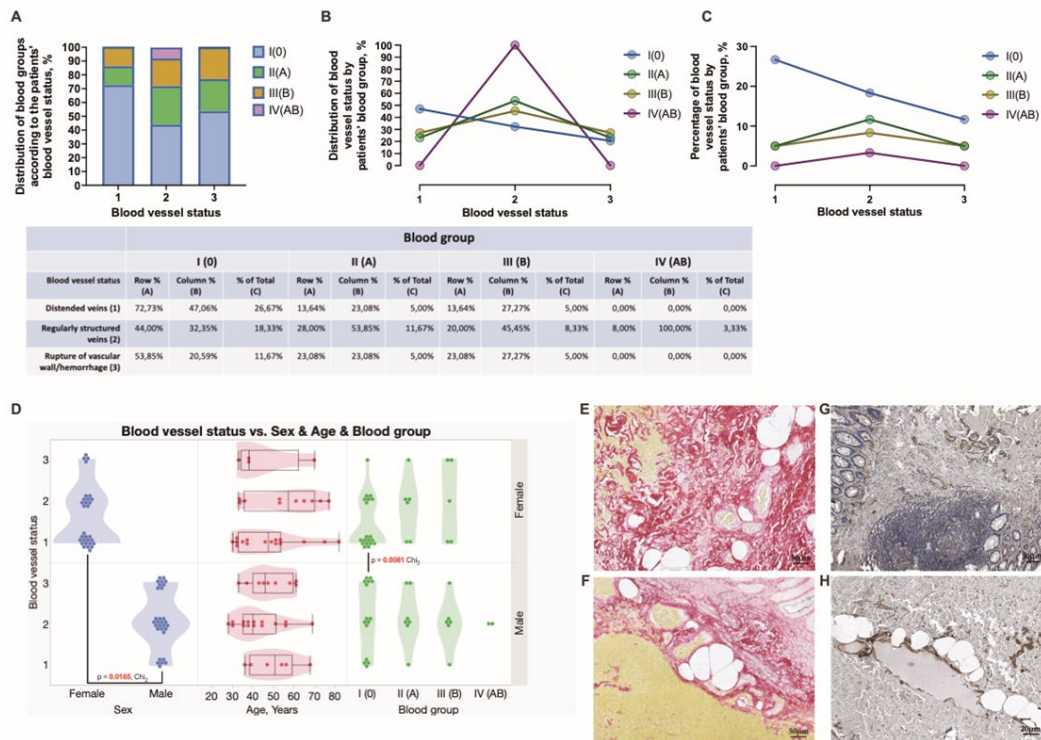 A
Distribution of blood groups
according to the patients'
blood vessel status, %
100
90
80
70
60
50
40
30
20
10
0
1 2 3
Blood vessel status
I(0)
II(A)
III(B)
IV(AB)
B
Distribution of blood
vessel status by
patients' blood group, %
100
90
80
70
60
50
40
30
20
10
0
1 2 3
Blood vessel status
I(0)
II(A)
III(B)
IV(AB)
C
Percentage of blood
vessel status by
patients' blood group, %
30
20
10
0
1 2 3
Blood vessel status
I(0)
II(A)
III(B)
IV(AB)
Blood group
I (0) II (A) III (B) IV (AB)
Blood vessel status Row % (A) Column % (B) % of Total (C) Row % (A) Column % (B) % of Total (C) Row % (A) Column % (B) % of Total (C) Row % (A) Column % (B) % of Total (C)
Distended veins (1) 72,73% 47,06% 26,67% 13,64% 23,08% 5,00% 13,64% 27,27% 5,00% 0,00% 0,00% 0,00%
Regularly structured veins (2) 44,00% 32,35% 18,33% 28,00% 53,85% 11,67% 20,00% 45,45% 8,33% 8,00% 100,00% 3,33%
Rupture of vascular wall/hemorrhage (3) 53,85% 20,59% 11,67% 23,08% 23,08% 5,00% 23,08% 27,27% 5,00% 0,00% 0,00% 0,00%
D
Blood vessel status vs. Sex & Age & Blood group
Blood vessel status
3
2
1
3
2
1
Female
Male
p = 0.0081 Chi2
p = 0.0165, Chi2
Female Male
Sex
20 30 40 50 60 70 80
Age, Years
I (0) II (A) III (B) IV (AB)
Blood group
E
G
F
50µm
H
20µm